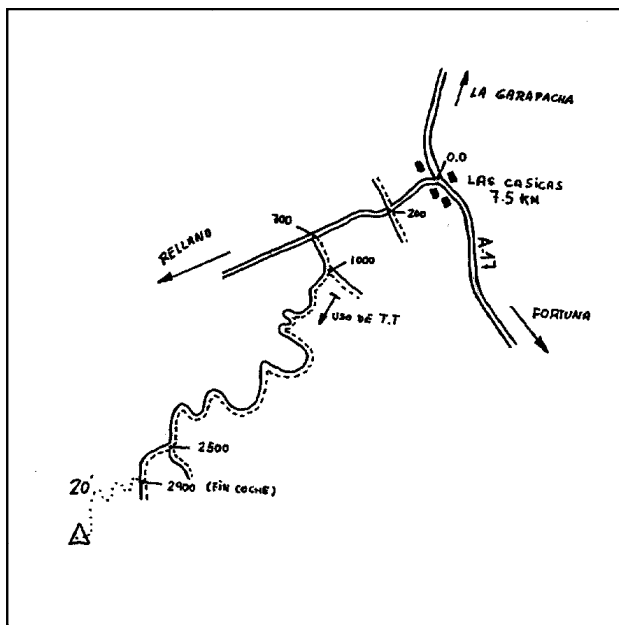 LA GARAPACHA
0.0
LAS CASICAS
7.5 KM
200
700
RELLANO
1000
A.17
USO DE T.T
FORTUNA
2500
20'
2900 (FIN COCHE)